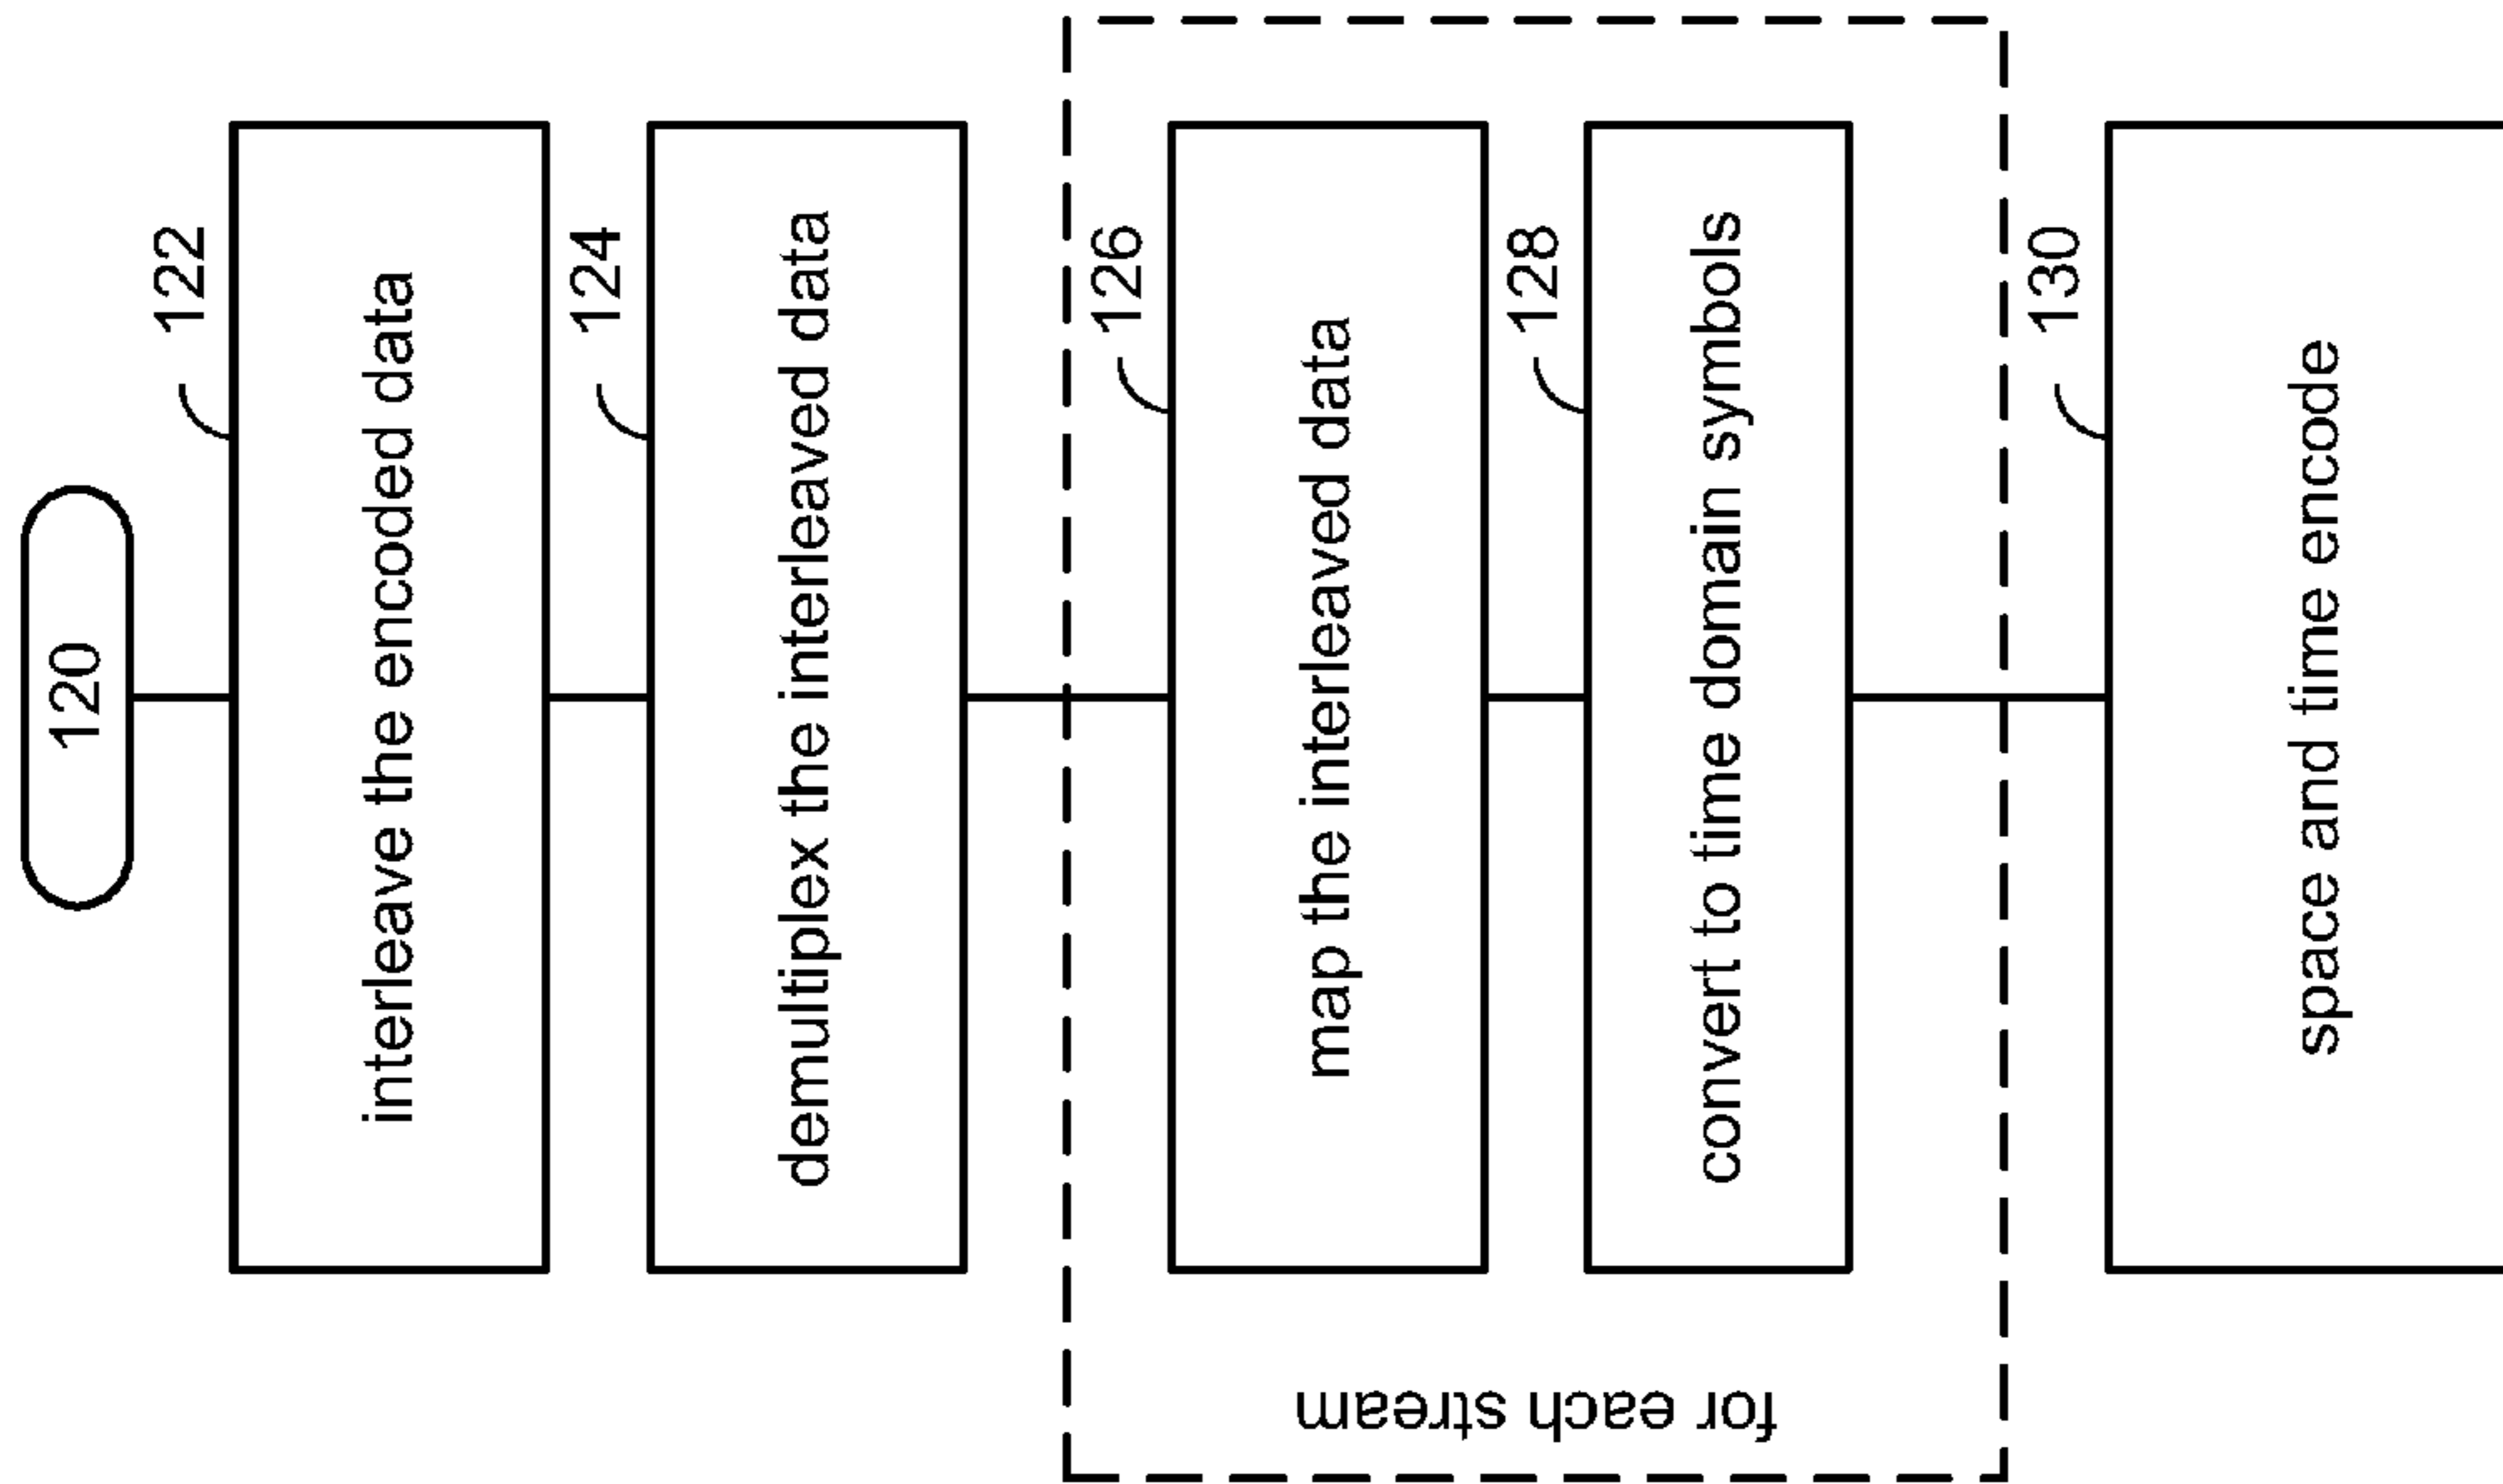 120
122
interleave the encoded data
124
demultiplex the interleaved data
for each stream
126
map the interleaved data
128
convert to time domain symbols
130
space and time encode